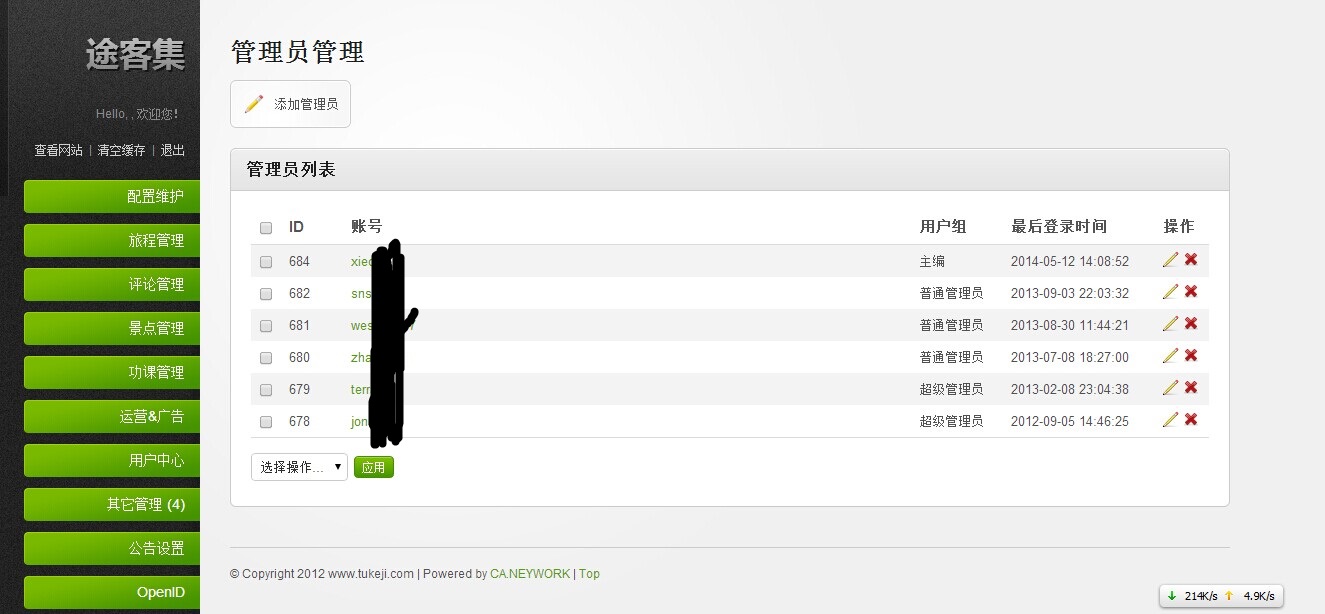 途客集
Hello, , 欢迎您!
查看网站 | 清空缓存 | 退出
配置维护
旅程管理
评论管理
景点管理
功课管理
运营&广告
用户中心
其它管理 (4)
公告设置
OpenID
管理员管理
添加管理员
管理员列表
ID 账号 用户组 最后登录时间 操作
684 主编 2014-05-12 14:08:52
682 sns 普通管理员 2013-09-03 22:03:32
681 wes 普通管理员 2013-08-30 11:44:21
680 zha 普通管理员 2013-07-08 18:27:00
679 超级管理员 2013-02-08 23:04:38
678 超级管理员 2012-09-05 14:46:25
选择操作... 应用
© Copyright 2012 www.tukeji.com | Powered by CA.NEYWORK | Top
214K/s 4.9K/s